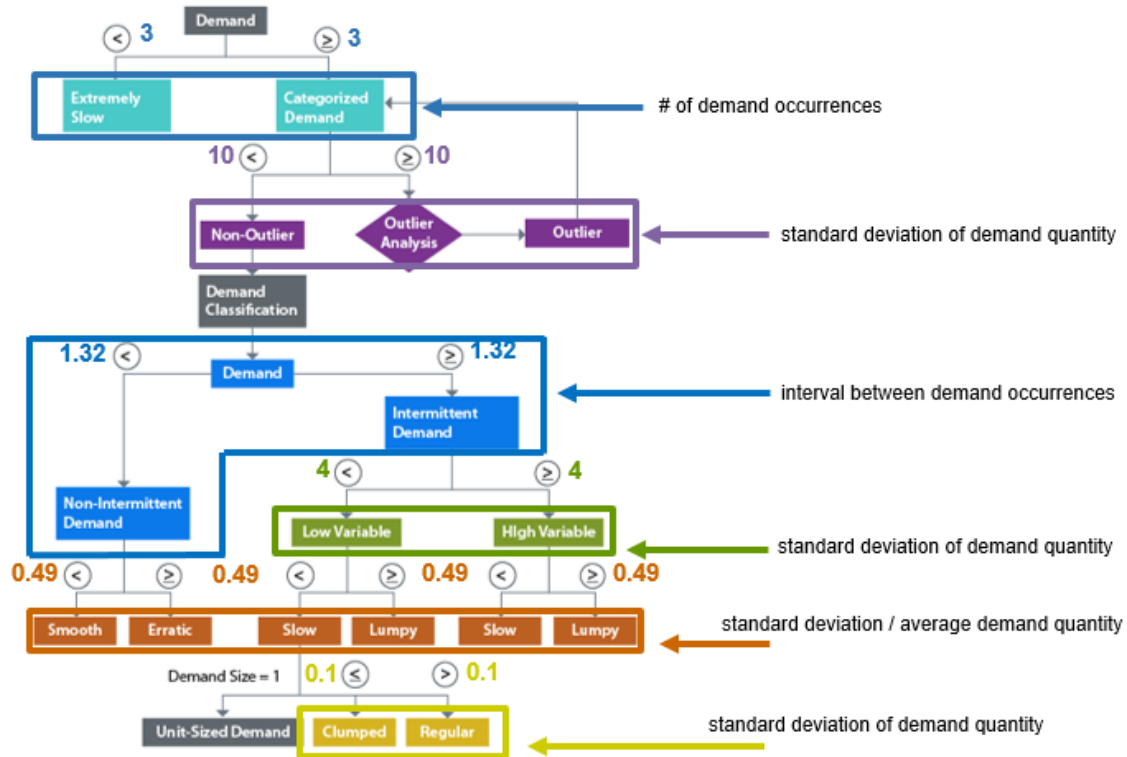 Demand
< 3
≥ 3
Extremely
Slow
Categorized
Demand
# of demand occurrences
10 <
≥ 10
Non-Outlier
Outlier
Analysis
Outlier
standard deviation of demand quantity
Demand
Classification
1.32 <
≥ 1.32
Demand
interval between demand occurrences
Intermittent
Demand
4 <
≥ 4
Non-Intermittent
Demand
Low Variable
HIgh Variable
standard deviation of demand quantity
0.49 <
≥
0.49 <
≥ 0.49
<
≥ 0.49
Smooth
Erratic
Slow
Lumpy
Slow
Lumpy
standard deviation / average demand quantity
Demand Size = 1
0.1 ≤
> 0.1
Unit-Sized Demand
Clumped
Regular
standard deviation of demand quantity